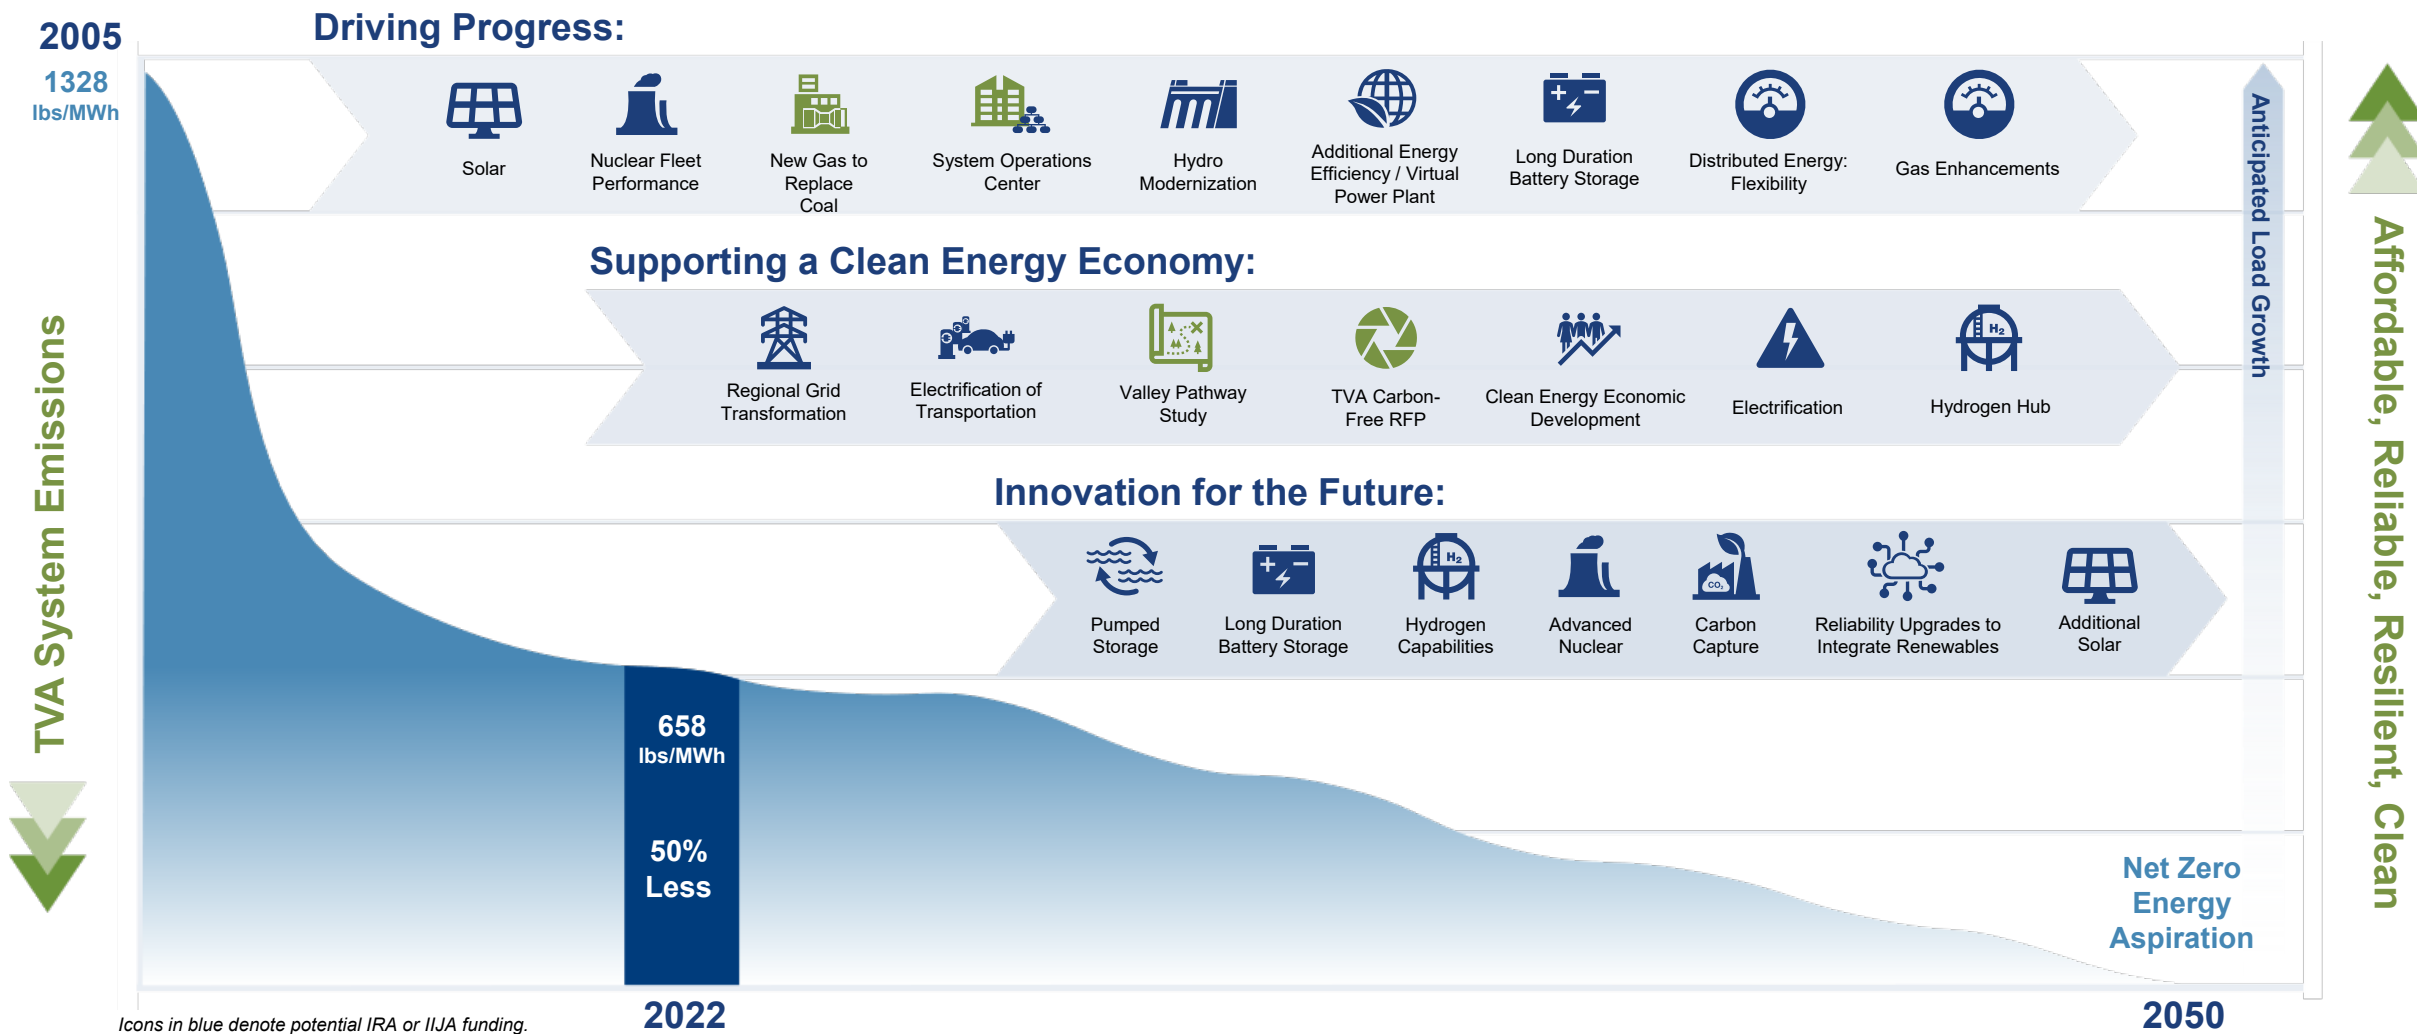 2005
1328
lbs/MWh
Driving Progress:
Solar
Nuclear Fleet
Performance
New Gas to
Replace
Coal
System Operations
Center
Hydro
Modernization
Additional Energy
Efficiency / Virtual
Power Plant
Long Duration
Battery Storage
Distributed Energy:
Flexibility
Gas Enhancements
Supporting a Clean Energy Economy:
Regional Grid
Transformation
Electrification of
Transportation
Valley Pathway
Study
TVA Carbon-
Free RFP
Clean Energy Economic
Development
Electrification
H2
Hydrogen Hub
Innovation for the Future:
Pumped
Storage
Long Duration
Battery Storage
H2
Hydrogen
Capabilities
Advanced
Nuclear
CO2
Carbon
Capture
Reliability Upgrades to
Integrate Renewables
Additional
Solar
Anticipated Load Growth
Affordable, Reliable, Resilient, Clean
TVA System Emissions
658
lbs/MWh
50%
Less
Net Zero
Energy
Aspiration
2022
2050
Icons in blue denote potential IRA or IIJA funding.